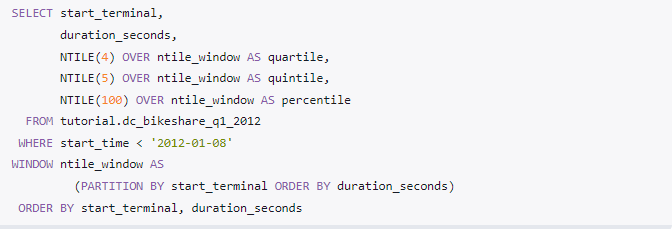 SELECT start_terminal,
       duration_seconds,
       NTILE(4) OVER ntile_window AS quartile,
       NTILE(5) OVER ntile_window AS quintile,
       NTILE(100) OVER ntile_window AS percentile
  FROM tutorial.dc_bikeshare_q1_2012
 WHERE start_time < '2012-01-08'
WINDOW ntile_window AS
         (PARTITION BY start_terminal ORDER BY duration_seconds)
 ORDER BY start_terminal, duration_seconds